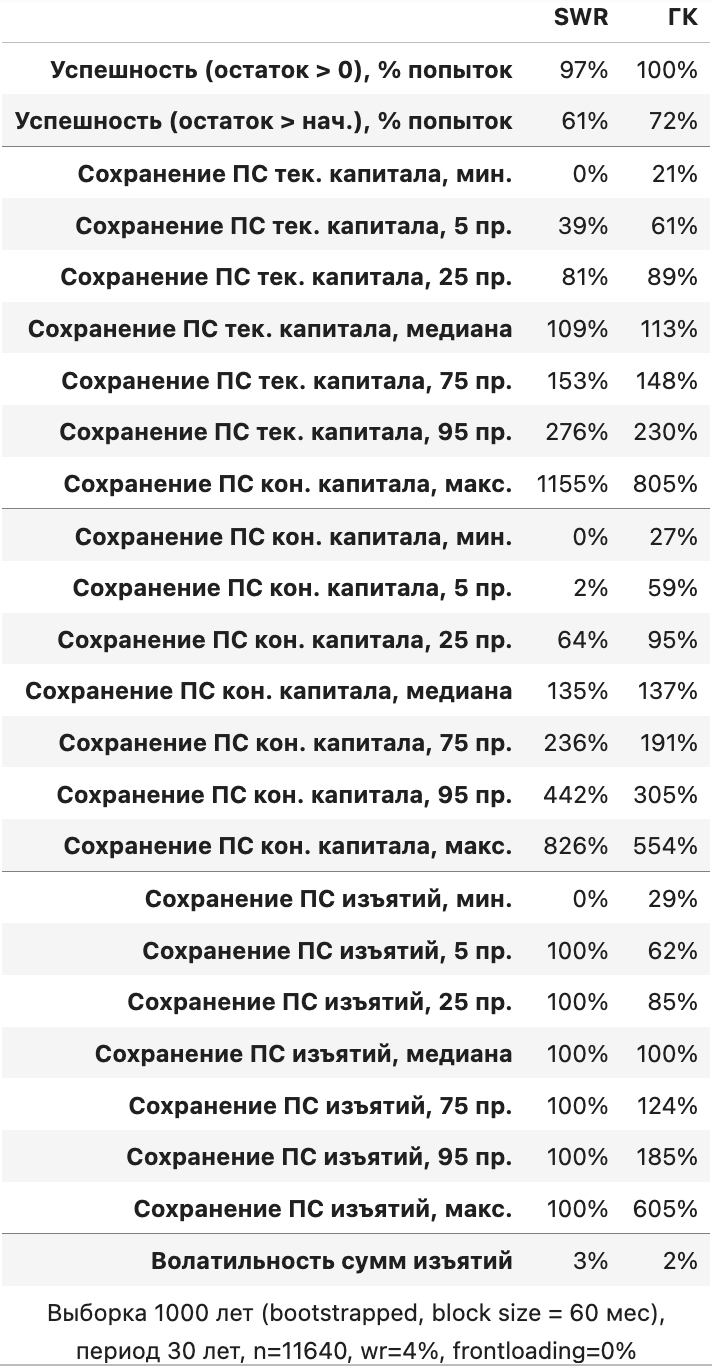 SWR ГК
Успешность (остаток > 0), % попыток 97% 100%
Успешность (остаток > нач.), % попыток 61% 72%
Сохранение ПС тек. капитала, мин. 0% 21%
Сохранение ПС тек. капитала, 5 пр. 39% 61%
Сохранение ПС тек. капитала, 25 пр. 81% 89%
Сохранение ПС тек. капитала, медиана 109% 113%
Сохранение ПС тек. капитала, 75 пр. 153% 148%
Сохранение ПС тек. капитала, 95 пр. 276% 230%
Сохранение ПС кон. капитала, макс. 1155% 805%
Сохранение ПС кон. капитала, мин. 0% 27%
Сохранение ПС кон. капитала, 5 пр. 2% 59%
Сохранение ПС кон. капитала, 25 пр. 64% 95%
Сохранение ПС кон. капитала, медиана 135% 137%
Сохранение ПС кон. капитала, 75 пр. 236% 191%
Сохранение ПС кон. капитала, 95 пр. 442% 305%
Сохранение ПС кон. капитала, макс. 826% 554%
Сохранение ПС изъятий, мин. 0% 29%
Сохранение ПС изъятий, 5 пр. 100% 62%
Сохранение ПС изъятий, 25 пр. 100% 85%
Сохранение ПС изъятий, медиана 100% 100%
Сохранение ПС изъятий, 75 пр. 100% 124%
Сохранение ПС изъятий, 95 пр. 100% 185%
Сохранение ПС изъятий, макс. 100% 605%
Волатильность сумм изъятий 3% 2%
Выборка 1000 лет (bootstrapped, block size = 60 мес),
период 30 лет, n=11640, wr=4%, frontloading=0%